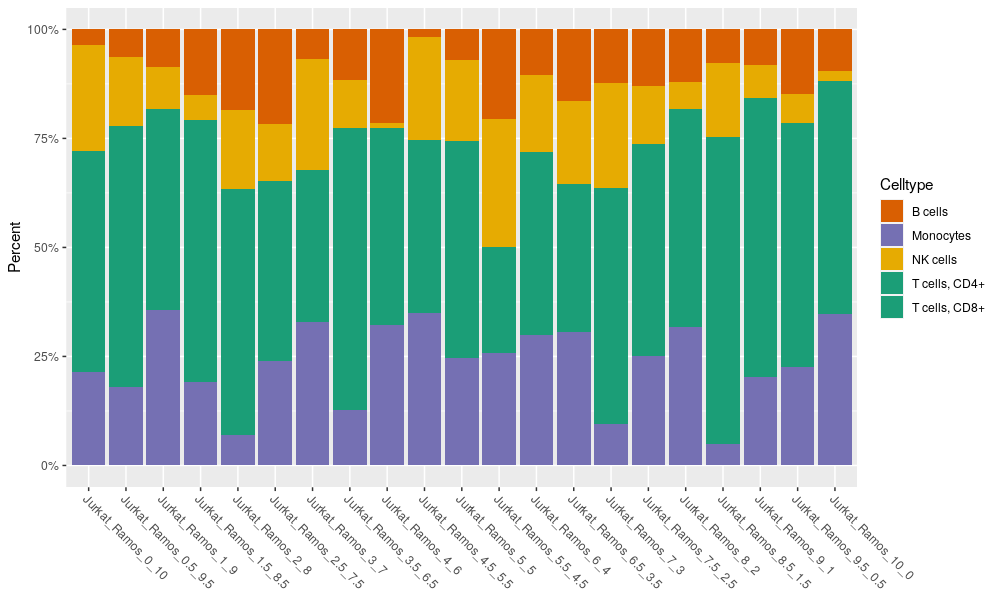 100%
75%
50%
25%
0%
Percent
Jurkat_Ramos_0_10
Jurkat_Ramos_0.5_9.5
Jurkat_Ramos_1_9
Jurkat_Ramos_1.5_8.5
Jurkat_Ramos_2_8
Jurkat_Ramos_2.5_7.5
Jurkat_Ramos_3_7
Jurkat_Ramos_3.5_6.5
Jurkat_Ramos_4_6
Jurkat_Ramos_4.5_5.5
Jurkat_Ramos_5_5
Jurkat_Ramos_5.5_4.5
Jurkat_Ramos_6_4
Jurkat_Ramos_6.5_3.5
Jurkat_Ramos_7_3
Jurkat_Ramos_7.5_2.5
Jurkat_Ramos_8_2
Jurkat_Ramos_8.5_1.5
Jurkat_Ramos_9_1
Jurkat_Ramos_9.5_0.5
Jurkat_Ramos_10_0
Celltype
B cells
Monocytes
NK cells
T cells, CD4+
T cells, CD8+